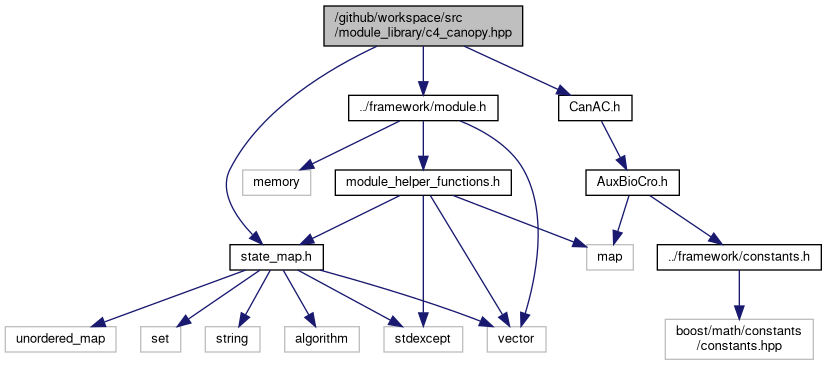 /github/workspace/src
/module_library/c4_canopy.hpp
../framework/module.h
CanAC.h
memory
module_helper_functions.h
AuxBioCro.h
state_map.h
map
../framework/constants.h
unordered_map
set
string
algorithm
stdexcept
vector
boost/math/constants
/constants.hpp